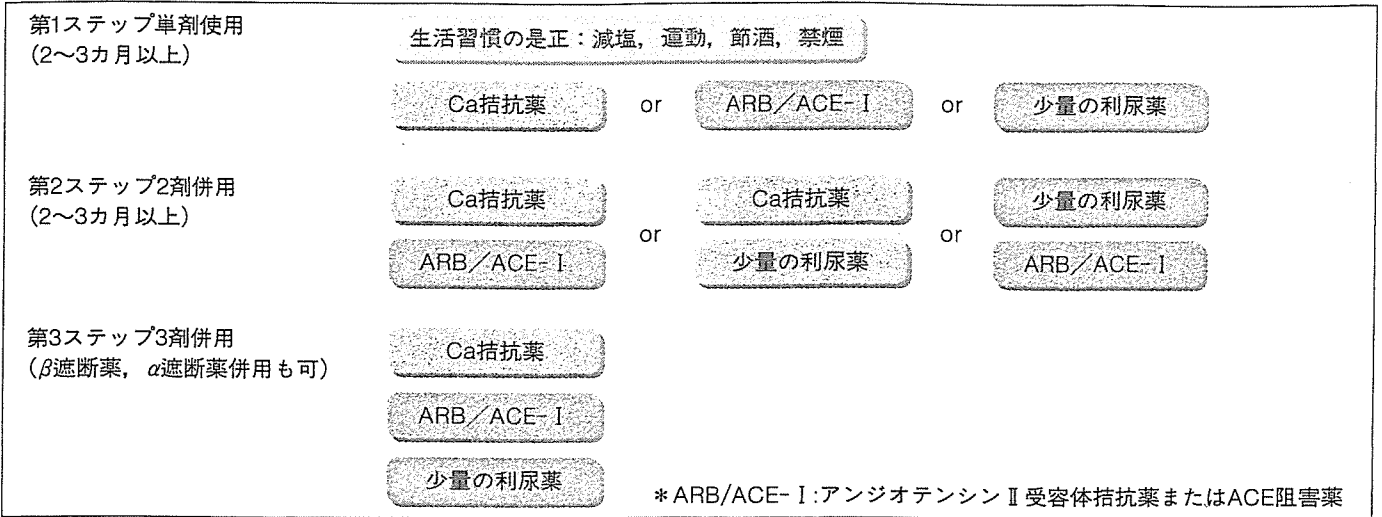 第1ステップ単剤使用
(2〜3カ月以上)
生活習慣の是正：減塩，運動，節酒，禁煙
Ca拮抗薬 or ARB／ACE-Ⅰ or 少量の利尿薬
第2ステップ2剤併用
(2〜3カ月以上)
Ca拮抗薬 Ca拮抗薬 少量の利尿薬
or or
ARB／ACE-Ⅰ 少量の利尿薬 ARB／ACE-Ⅰ
第3ステップ3剤併用
(β遮断薬，α遮断薬併用も可)
Ca拮抗薬
ARB／ACE-Ⅰ
少量の利尿薬
＊ARB/ACE-Ⅰ:アンジオテンシンⅡ受容体拮抗薬またはACE阻害薬